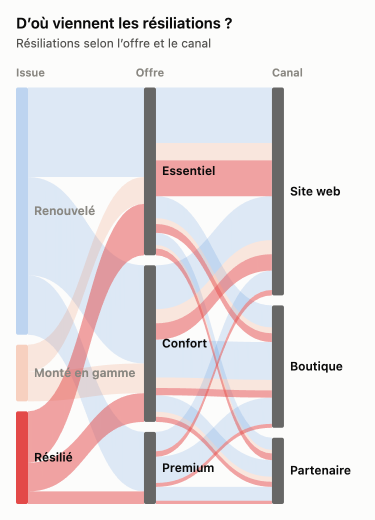 D’où viennent les résiliations ?
Résiliations selon l’offre et le canal
Issue
Offre
Canal
Essentiel
Site web
Renouvelé
Confort
Boutique
Monté en gamme
Résilié
Premium
Partenaire